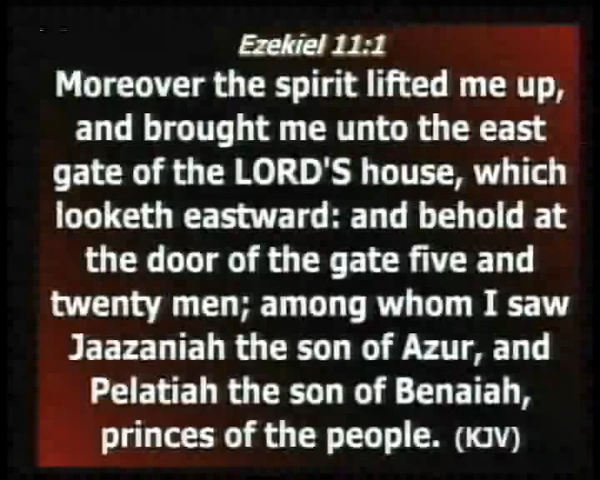 Ezekiel 11:1
Moreover the spirit lifted me up,
and brought me unto the east
gate of the LORD'S house, which
looketh eastward: and behold at
the door of the gate five and
twenty men; among whom I saw
Jaazaniah the son of Azur, and
Pelatiah the son of Benaiah,
princes of the people. (KJV)